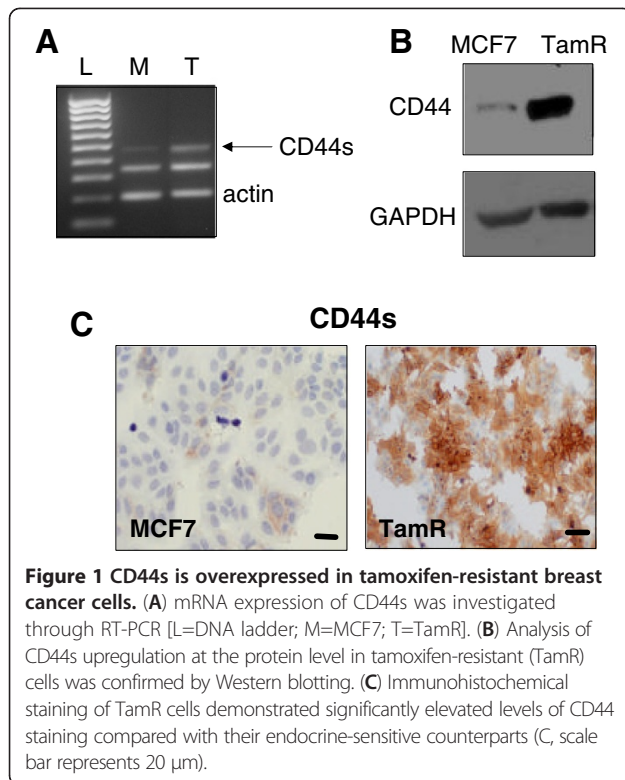 A
L M T
CD44s
actin
B
MCF7 TamR
CD44
GAPDH
C
CD44s
MCF7
TamR
Figure 1 CD44s is overexpressed in tamoxifen-resistant breast
cancer cells. (A) mRNA expression of CD44s was investigated
through RT-PCR [L=DNA ladder; M=MCF7; T=TamR]. (B) Analysis of
CD44s upregulation at the protein level in tamoxifen-resistant (TamR)
cells was confirmed by Western blotting. (C) Immunohistochemical
staining of TamR cells demonstrated significantly elevated levels of CD44
staining compared with their endocrine-sensitive counterparts (C, scale
bar represents 20 μm).